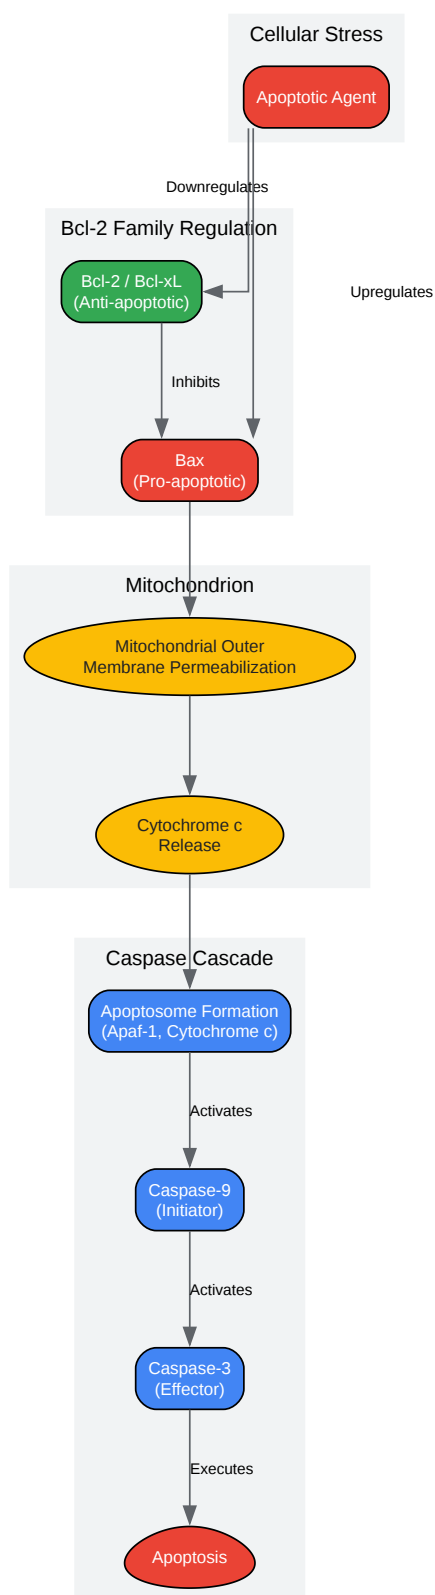 Cellular Stress
Apoptotic Agent
Downregulates
Bcl-2 Family Regulation
Bcl-2 / Bcl-xL
(Anti-apoptotic)
Upregulates
Inhibits
Bax
(Pro-apoptotic)
Mitochondrion
Mitochondrial Outer
Membrane Permeabilization
Cytochrome c
Release
Caspase Cascade
Apoptosome Formation
(Apaf-1, Cytochrome c)
Activates
Caspase-9
(Initiator)
Activates
Caspase-3
(Effector)
Executes
Apoptosis